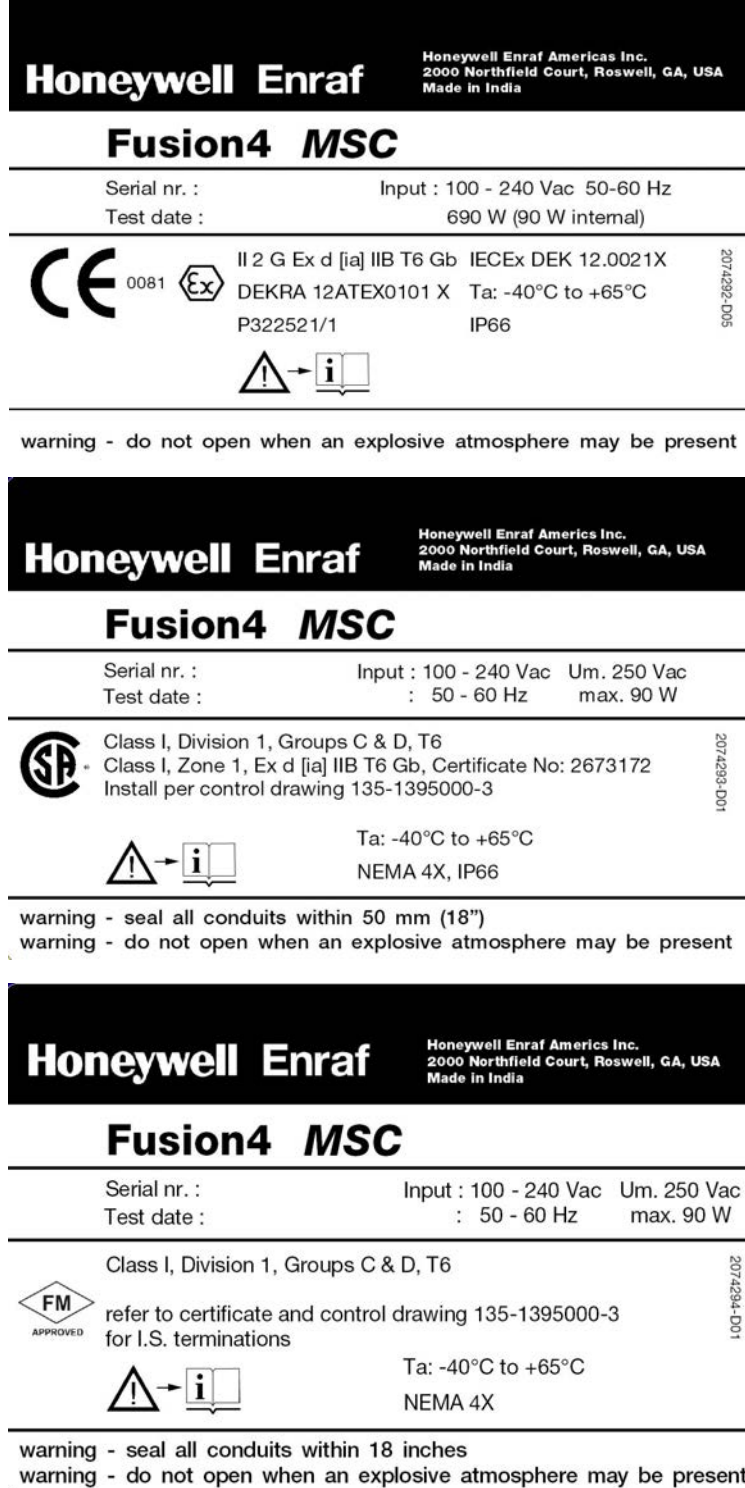 Honeywell Enraf
Honeywell Enraf Americas Inc.
2000 Northfield Court, Roswell, GA, USA
Made in India
Fusion4 MSC
Serial nr. : Input : 100 - 240 Vac 50-60 Hz
Test date : 690 W (90 W internal)
CE 0081 Ex
II 2 G Ex d [ia] IIB T6 Gb IECEx DEK 12.0021X
DEKRA 12ATEX0101 X Ta: -40°C to +65°C
P322521/1 IP66
2074292-D05
! i
warning - do not open when an explosive atmosphere may be present
Honeywell Enraf
Honeywell Enraf Americs Inc.
2000 Northfield Court, Roswell, GA, USA
Made in India
Fusion4 MSC
Serial nr. : Input : 100 - 240 Vac Um. 250 Vac
Test date : : 50 - 60 Hz max. 90 W
SA
Class I, Division 1, Groups C & D, T6
Class I, Zone 1, Ex d [ia] IIB T6 Gb, Certificate No: 2673172
Install per control drawing 135-1395000-3
2074293-D01
Ta: -40°C to +65°C
! i
NEMA 4X, IP66
warning - seal all conduits within 50 mm (18”)
warning - do not open when an explosive atmosphere may be present
Honeywell Enraf
Honeywell Enraf Americs Inc.
2000 Northfield Court, Roswell, GA, USA
Made in India
Fusion4 MSC
Serial nr. : Input : 100 - 240 Vac Um. 250 Vac
Test date : : 50 - 60 Hz max. 90 W
Class I, Division 1, Groups C & D, T6
FM
APPROVED
refer to certificate and control drawing 135-1395000-3
for I.S. terminations
2074294-D01
Ta: -40°C to +65°C
! i
NEMA 4X
warning - seal all conduits within 18 inches
warning - do not open when an explosive atmosphere may be present